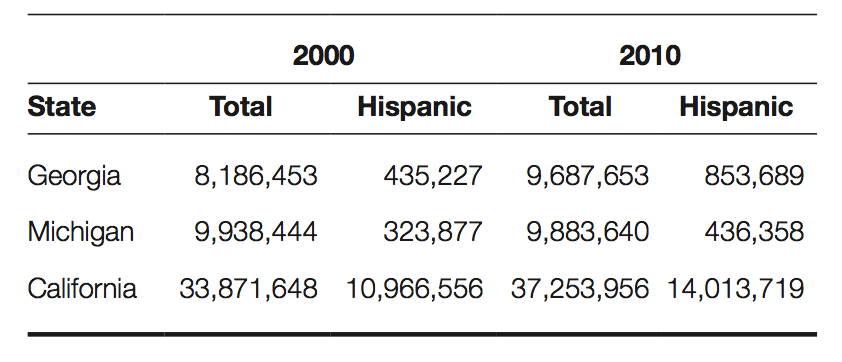 2000 2010
State Total Hispanic Total Hispanic
Georgia 8,186,453 435,227 9,687,653 853,689
Michigan 9,938,444 323,877 9,883,640 436,358
California 33,871,648 10,966,556 37,253,956 14,013,719